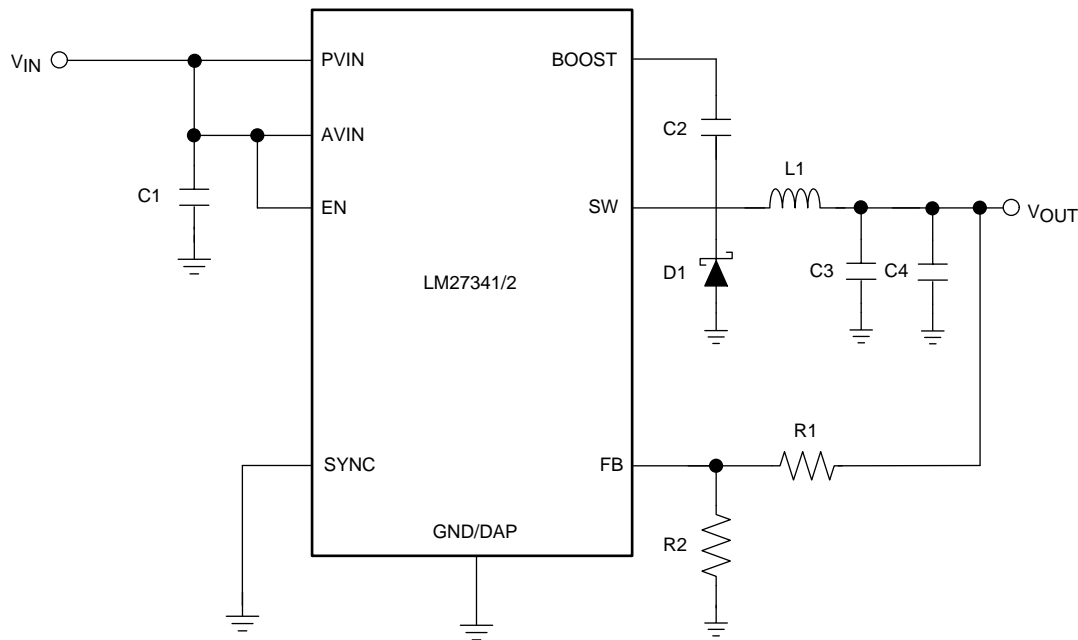 VIN
PVIN
BOOST
C2
AVIN
L1
C1
EN
SW
VOUT
D1
C3
C4
LM27341/2
R1
SYNC
FB
GND/DAP
R2